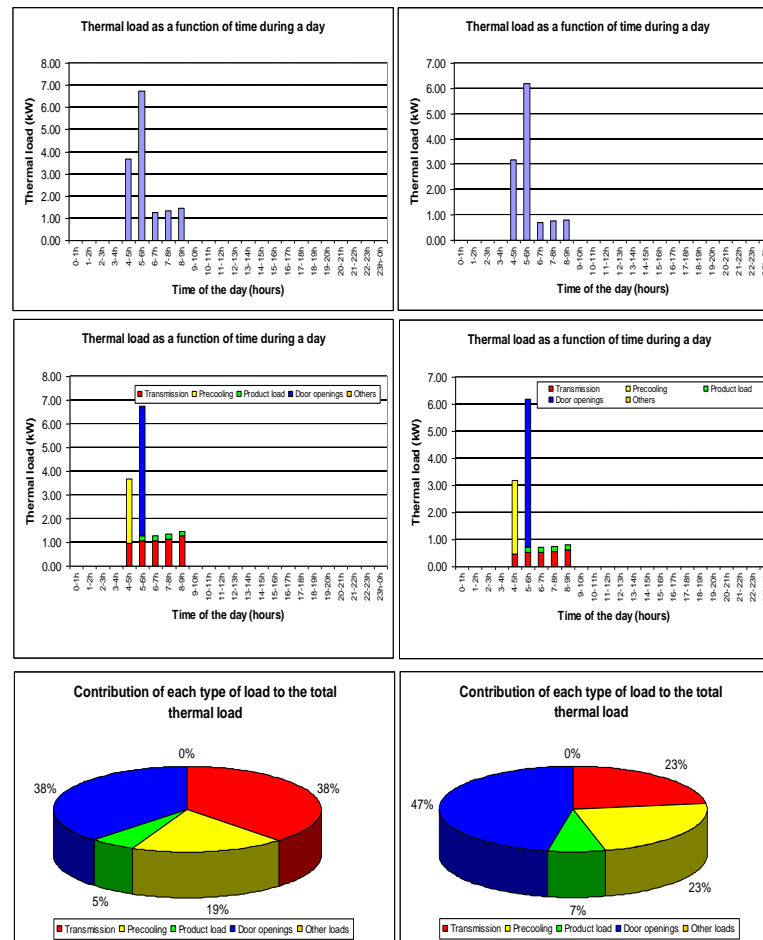 Thermal load as a function of time during a day
8.00
7.00
6.00
5.00
4.00
3.00
2.00
1.00
0.00
Thermal load (kW)
0-1h
1-2h
2-3h
3-4h
4-5h
5-6h
6-7h
7-8h
8-9h
9-10h
10-11h
11-12h
12-13h
13-14h
14-15h
15-16h
16-17h
17-18h
18-19h
19-20h
20-21h
21-22h
22-23h
23h-0h
Time of the day (hours)
Thermal load as a function of time during a day
7.00
6.00
5.00
4.00
3.00
2.00
1.00
0.00
Thermal load (kW)
0-1h
1-2h
2-3h
3-4h
4-5h
5-6h
6-7h
7-8h
8-9h
9-10h
10-11h
11-12h
12-13h
13-14h
14-15h
15-16h
16-17h
17-18h
18-19h
19-20h
20-21h
21-22h
22-23h
Time of the day (hours)
Thermal load as a function of time during a day
8.00
7.00
6.00
5.00
4.00
3.00
2.00
1.00
0.00
Thermal load (kW)
Transmission Precooling Product load Door openings Others
0-1h
1-2h
2-3h
3-4h
4-5h
5-6h
6-7h
7-8h
8-9h
9-10h
10-11h
11-12h
12-13h
13-14h
14-15h
15-16h
16-17h
17-18h
18-19h
19-20h
20-21h
21-22h
22-23h
23h-0h
Time of the day (hours)
Thermal load as a function of time during a day
7.00
6.00
5.00
4.00
3.00
2.00
1.00
0.00
Thermal load (kW)
Transmission Precooling Product load
Door openings Others
0-1h
1-2h
2-3h
3-4h
4-5h
5-6h
6-7h
7-8h
8-9h
9-10h
10-11h
11-12h
12-13h
13-14h
14-15h
15-16h
16-17h
17-18h
18-19h
19-20h
20-21h
21-22h
22-23h
Time of the day (hours)
Contribution of each type of load to the total
thermal load
0%
38%
38%
5%
19%
Transmission Precooling Product load Door openings Other loads
Contribution of each type of load to the total
thermal load
0%
23%
47%
23%
7%
Transmission Precooling Product load Door openings Other loads